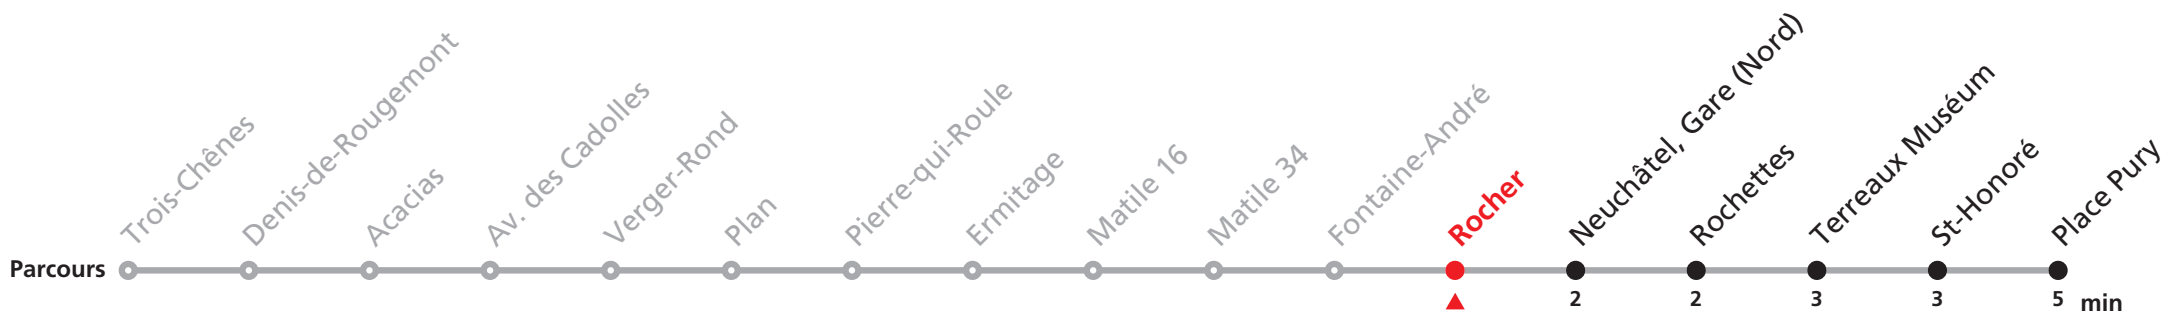 Parcours
Trois-Chênes
Denis-de-Rougemont
Acacias
Av. des Cadolles
Verger-Rond
Plan
Pierre-qui-Roule
Ermitage
Matile 16
Matile 34
Fontaine-André
Rocher
Neuchâtel, Gare (Nord)
Rochettes
Terreaux Muséum
St-Honoré
Place Pury
2 2 3 3 5 min